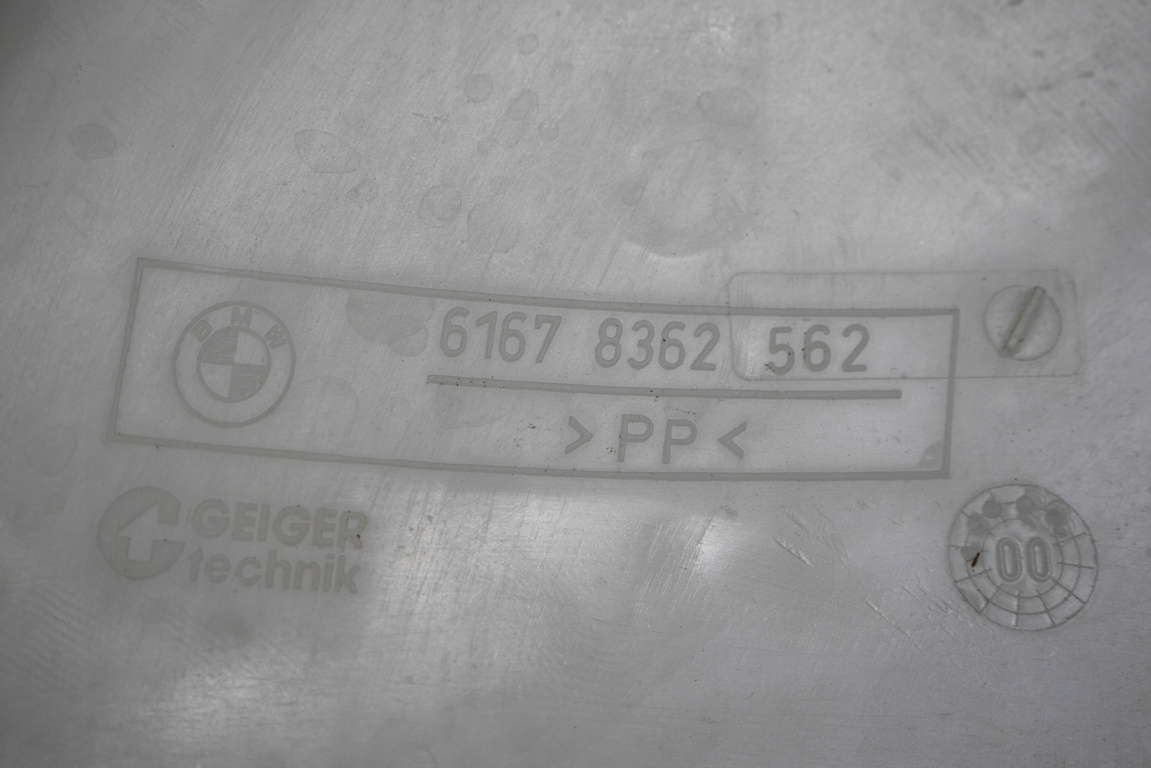 BMW
6167 8362 562
> PP <
GEIGER
technik
00